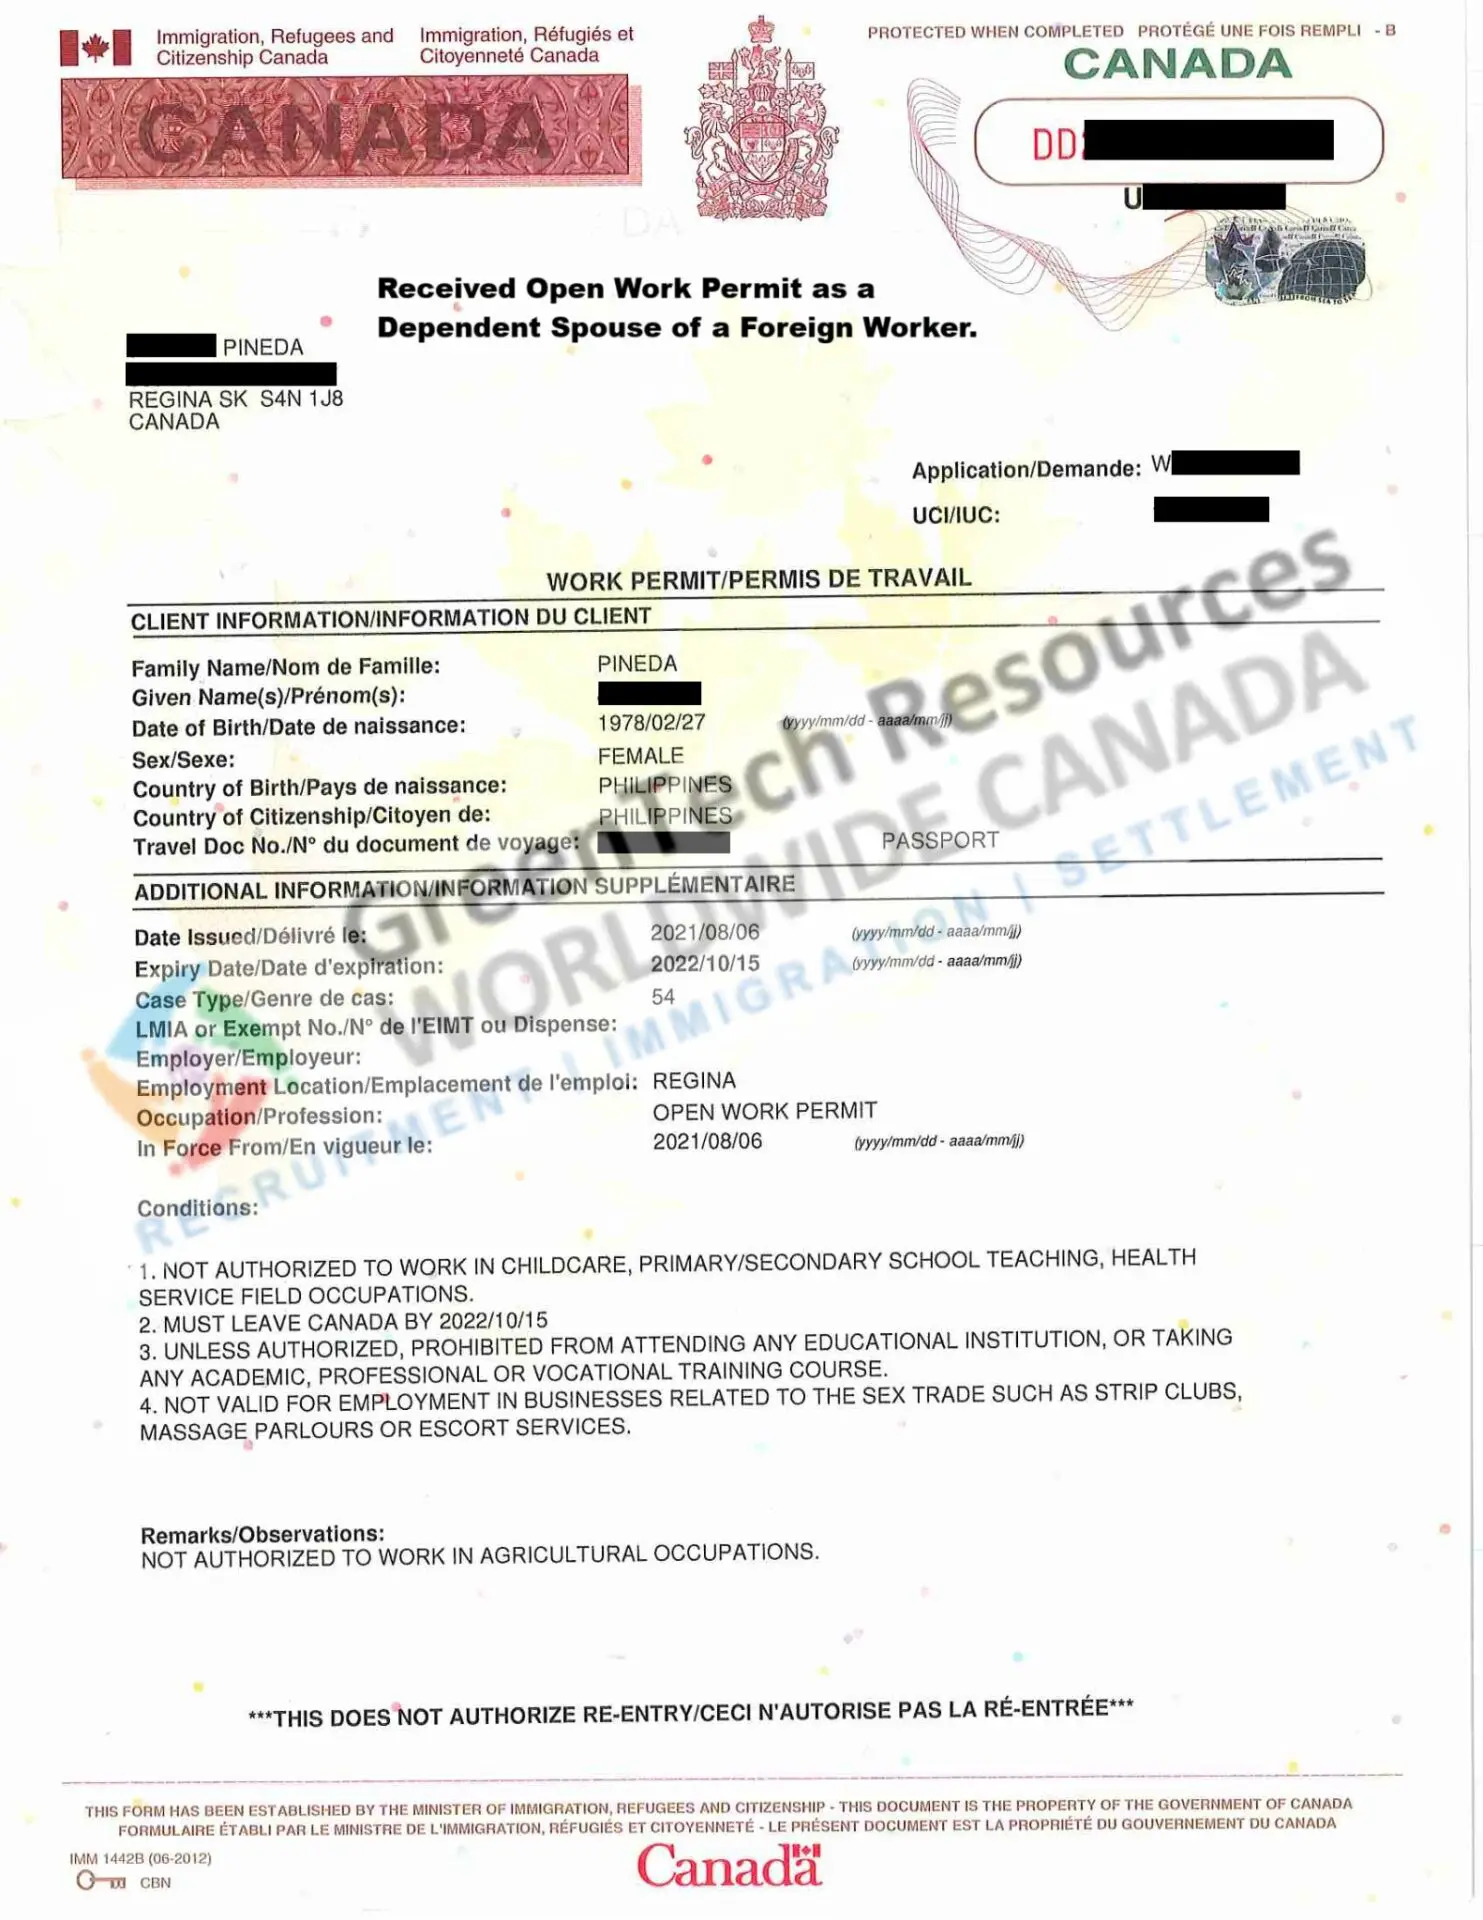 Immigration, Refugees and Citizenship Canada
Immigration, Réfugiés et Citoyenneté Canada
PROTECTED WHEN COMPLETED PROTÉGÉ UNE FOIS REMPLI - B
CANADA
CANADA
DD
U
Received Open Work Permit as a
Dependent Spouse of a Foreign Worker.
PINEDA
REGINA SK S4N 1J8
CANADA
Application/Demande: W
UCI/IUC:
WORK PERMIT/PERMIS DE TRAVAIL
CLIENT INFORMATION/INFORMATION DU CLIENT
Family Name/Nom de Famille: PINEDA
Given Name(s)/Prénom(s):
Date of Birth/Date de naissance: 1978/02/27 (yyyy/mm/dd - aaaa/mm/jj)
Sex/Sexe: FEMALE
Country of Birth/Pays de naissance: PHILIPPINES
Country of Citizenship/Citoyen de: PHILIPPINES
Travel Doc No./N° du document de voyage: PASSPORT
ADDITIONAL INFORMATION/INFORMATION SUPPLÉMENTAIRE
Date Issued/Délivré le: 2021/08/06 (yyyy/mm/dd - aaaa/mm/jj)
Expiry Date/Date d'expiration: 2022/10/15 (yyyy/mm/dd - aaaa/mm/jj)
Case Type/Genre de cas: 54
LMIA or Exempt No./N° de l'EIMT ou Dispense:
Employer/Employeur:
Employment Location/Emplacement de l'emploi: REGINA
Occupation/Profession: OPEN WORK PERMIT
In Force From/En vigueur le: 2021/08/06 (yyyy/mm/dd - aaaa/mm/jj)
GreenTech Resources
WORLDWIDE CANADA
RECRUITMENT | IMMIGRATION | SETTLEMENT
Conditions:
1. NOT AUTHORIZED TO WORK IN CHILDCARE, PRIMARY/SECONDARY SCHOOL TEACHING, HEALTH
SERVICE FIELD OCCUPATIONS.
2. MUST LEAVE CANADA BY 2022/10/15
3. UNLESS AUTHORIZED, PROHIBITED FROM ATTENDING ANY EDUCATIONAL INSTITUTION, OR TAKING
ANY ACADEMIC, PROFESSIONAL OR VOCATIONAL TRAINING COURSE.
4. NOT VALID FOR EMPLOYMENT IN BUSINESSES RELATED TO THE SEX TRADE SUCH AS STRIP CLUBS,
MASSAGE PARLOURS OR ESCORT SERVICES.
Remarks/Observations:
NOT AUTHORIZED TO WORK IN AGRICULTURAL OCCUPATIONS.
***THIS DOES NOT AUTHORIZE RE-ENTRY/CECI N'AUTORISE PAS LA RÉ-ENTRÉE***
THIS FORM HAS BEEN ESTABLISHED BY THE MINISTER OF IMMIGRATION, REFUGEES AND CITIZENSHIP - THIS DOCUMENT IS THE PROPERTY OF THE GOVERNMENT OF CANADA
FORMULAIRE ÉTABLI PAR LE MINISTRE DE L'IMMIGRATION, RÉFUGIÉS ET CITOYENNETÉ - LE PRÉSENT DOCUMENT EST LA PROPRIÉTÉ DU GOUVERNEMENT DU CANADA
IMM 1442B (06-2012)
CBN
Canada